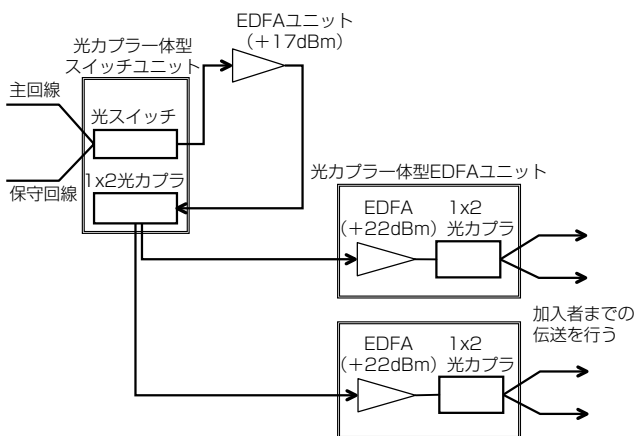 EDFAユニット
(+17dBm)
光カプラ一体型
スイッチユニット
主回線
光スイッチ
保守回線
1x2光カプラ
光カプラ一体型EDFAユニット
EDFA
(+22dBm)
1x2
光カプラ
加入者までの
伝送を行う
EDFA
(+22dBm)
1x2
光カプラ